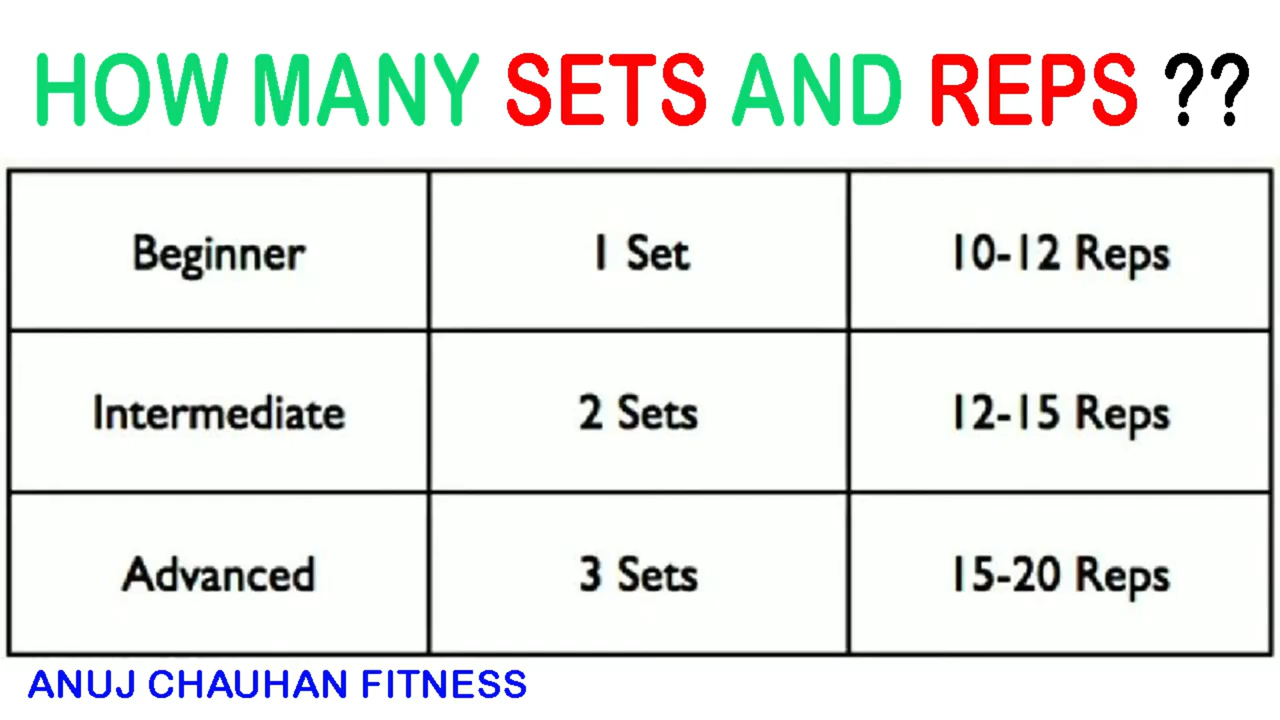 HOW MANY SETS AND REPS ??
Beginner 1 Set 10-12 Reps
Intermediate 2 Sets 12-15 Reps
Advanced 3 Sets 15-20 Reps
ANUJ CHAUHAN FITNESS